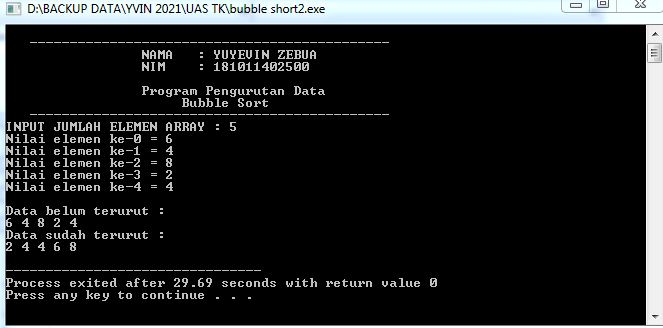 D:\BACKUP DATA\YVIN 2021\UAS TK\bubble short2.exe
NAMA : YUYEVIN ZEBUA
NIM : 181011402500
Program Pengurutan Data
Bubble Sort
INPUT JUMLAH ELEMEN ARRAY : 5
Nilai elemen ke-0 = 6
Nilai elemen ke-1 = 4
Nilai elemen ke-2 = 8
Nilai elemen ke-3 = 2
Nilai elemen ke-4 = 4
Data belum terurut :
6 4 8 2 4
Data sudah terurut :
2 4 4 6 8
--------------------------------
Process exited after 29.69 seconds with return value 0
Press any key to continue . . .